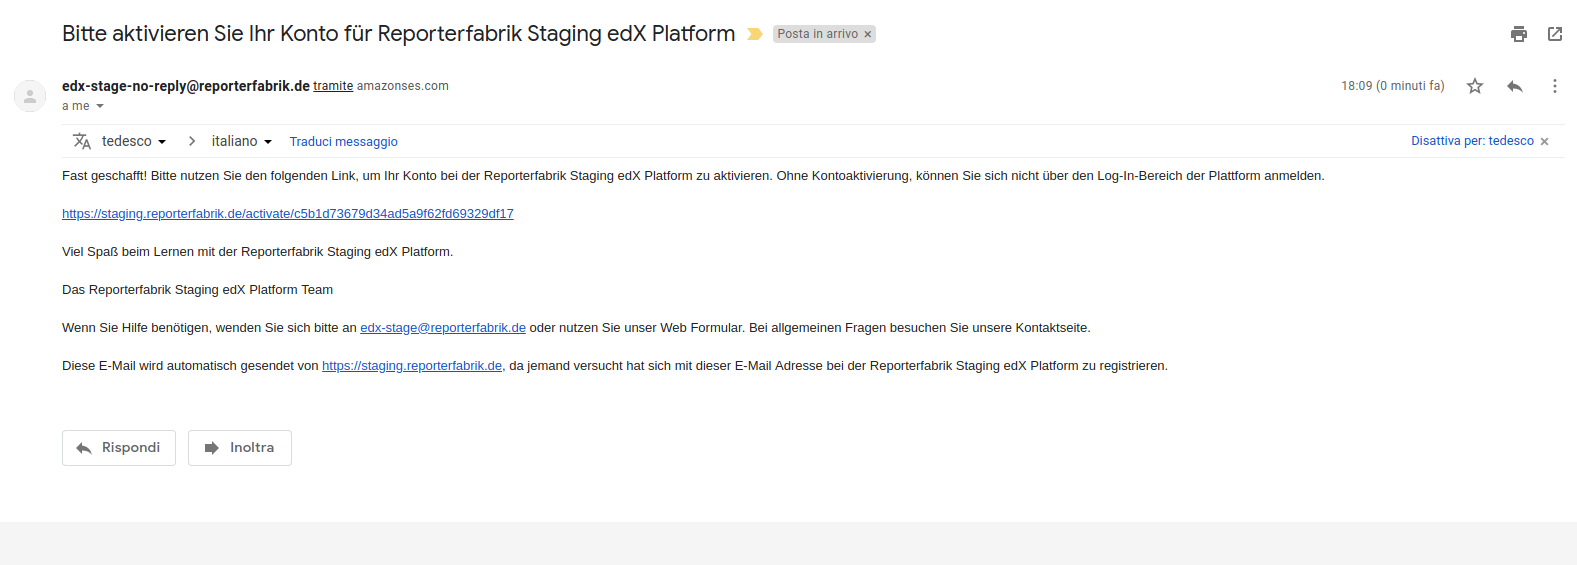 Bitte aktivieren Sie Ihr Konto für Reporterfabrik Staging edX Platform Posta in arrivo ×
edx-stage-no-reply@reporterfabrik.de tramite amazonses.com 18:09 (0 minuti fa)
a me
tedesco > italiano Traduci messaggio Disattiva per: tedesco ×
Fast geschafft! Bitte nutzen Sie den folgenden Link, um Ihr Konto bei der Reporterfabrik Staging edX Platform zu aktivieren. Ohne Kontoaktivierung, können Sie sich nicht über den Log-In-Bereich der Plattform anmelden.
https://staging.reporterfabrik.de/activate/c5b1d73679d34ad5a9f62fd69329df17
Viel Spaß beim Lernen mit der Reporterfabrik Staging edX Platform.
Das Reporterfabrik Staging edX Platform Team
Wenn Sie Hilfe benötigen, wenden Sie sich bitte an edx-stage@reporterfabrik.de oder nutzen Sie unser Web Formular. Bei allgemeinen Fragen besuchen Sie unsere Kontaktseite.
Diese E-Mail wird automatisch gesendet von https://staging.reporterfabrik.de, da jemand versucht hat sich mit dieser E-Mail Adresse bei der Reporterfabrik Staging edX Platform zu registrieren.
Rispondi Inoltra